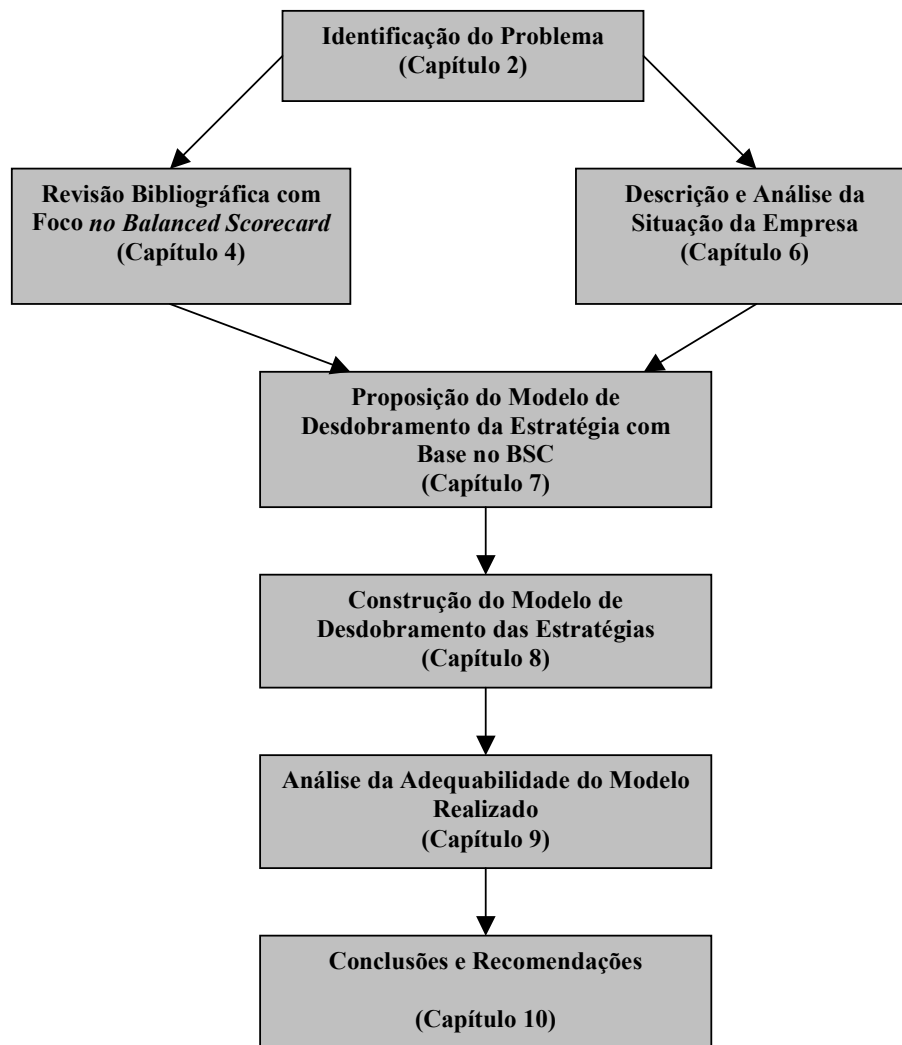 Identificação do Problema
(Capítulo 2)
Revisão Bibliográfica com
Foco no Balanced Scorecard
(Capítulo 4)
Descrição e Análise da
Situação da Empresa
(Capítulo 6)
Proposição do Modelo de
Desdobramento da Estratégia com
Base no BSC
(Capítulo 7)
Construção do Modelo de
Desdobramento das Estratégias
(Capítulo 8)
Análise da Adequabilidade do Modelo
Realizado
(Capítulo 9)
Conclusões e Recomendações
(Capítulo 10)